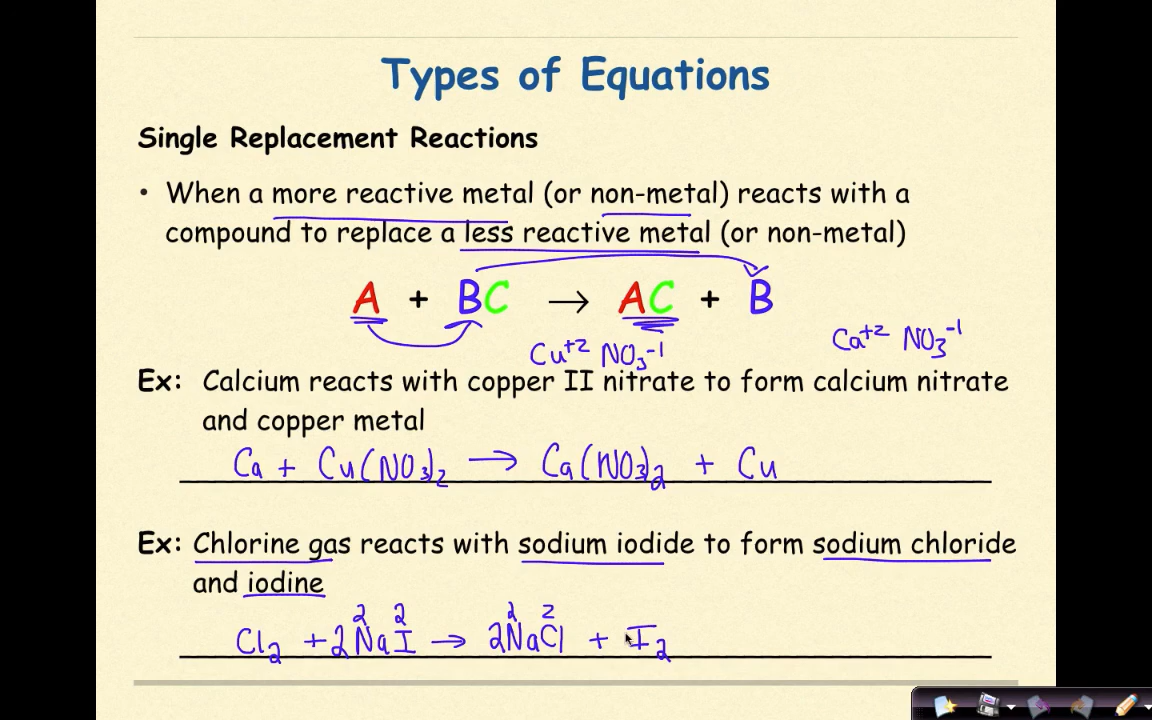 Types of Equations
Single Replacement Reactions
• When a more reactive metal (or non-metal) reacts with a
compound to replace a less reactive metal (or non-metal)
A + BC → AC + B
Cu+2 NO3-1 Ca+2 NO3-1
Ex: Calcium reacts with copper II nitrate to form calcium nitrate
and copper metal
Ca + Cu(NO3)2 → Ca(NO3)2 + Cu
Ex: Chlorine gas reacts with sodium iodide to form sodium chloride
and iodine
2 2 2 2
Cl2 + 2NaI → 2NaCl + I2